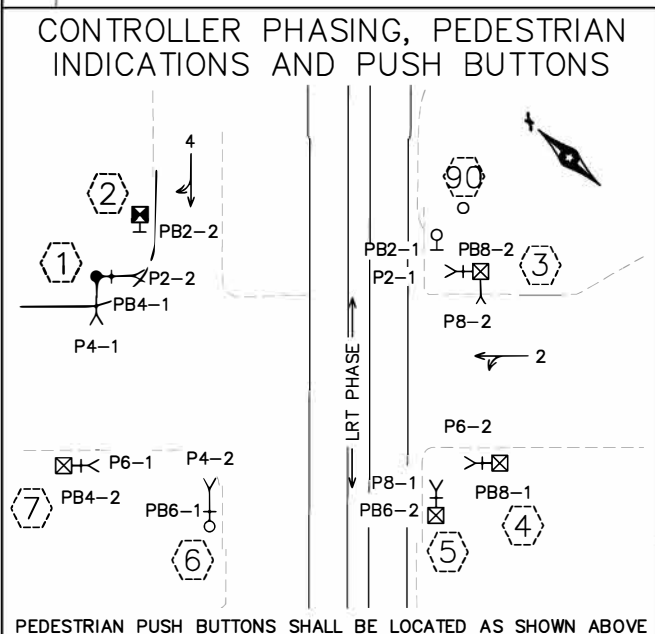 CONTROLLER PHASING, PEDESTRIAN
INDICATIONS AND PUSH BUTTONS
4
90
2
PB2-2
PB2-1
PB8-2
1
P2-2
P2-1
3
PB4-1
P8-2
P4-1
LRT PHASE
2
P6-2
P6-1
P4-2
P8-1
PB4-2
PB6-1
PB6-2
PB8-1
7
6
5
4
PEDESTRIAN PUSH BUTTONS SHALL BE LOCATED AS SHOWN ABOVE